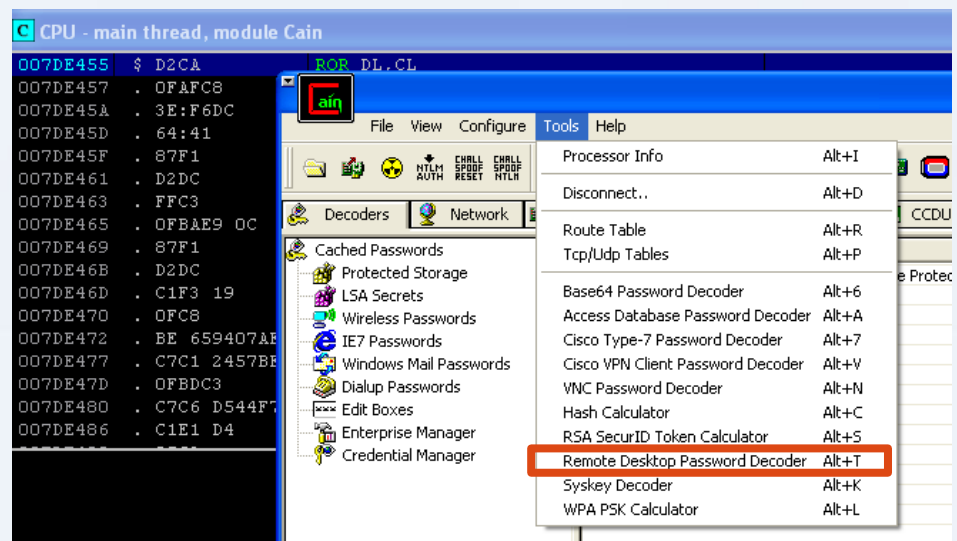 C CPU - main thread, module Cain
007DE455 $ D2CA ROR DL,CL
007DE457 . 0FAFC8
007DE45A . 3E:F6DC
007DE45D . 64:41
007DE45F . 87F1
007DE461 . D2DC
007DE463 . FFC3
007DE465 . 0FBAE9 0C
007DE469 . 87F1
007DE46B . D2DC
007DE46D . C1F3 19
007DE470 . 0FC8
007DE472 . BE 659407AE
007DE477 . C7C1 2457BE
007DE47D . 0FBDC3
007DE480 . C7C6 D544F7
007DE486 . C1E1 D4
aín
File View Configure Tools Help
NTLM AUTH
CHALL SPOOF RESET
CHALL SPOOF NTLM
Decoders Network CCDU
Cached Passwords
Protected Storage
LSA Secrets
Wireless Passwords
IE7 Passwords
Windows Mail Passwords
Dialup Passwords
Edit Boxes
Enterprise Manager
Credential Manager
Processor Info Alt+I
Disconnect.. Alt+D
Route Table Alt+R
Tcp/Udp Tables Alt+P
Base64 Password Decoder Alt+6
Access Database Password Decoder Alt+A
Cisco Type-7 Password Decoder Alt+7
Cisco VPN Client Password Decoder Alt+V
VNC Password Decoder Alt+N
Hash Calculator Alt+C
RSA SecurID Token Calculator Alt+S
Remote Desktop Password Decoder Alt+T
Syskey Decoder Alt+K
WPA PSK Calculator Alt+L
e Protec